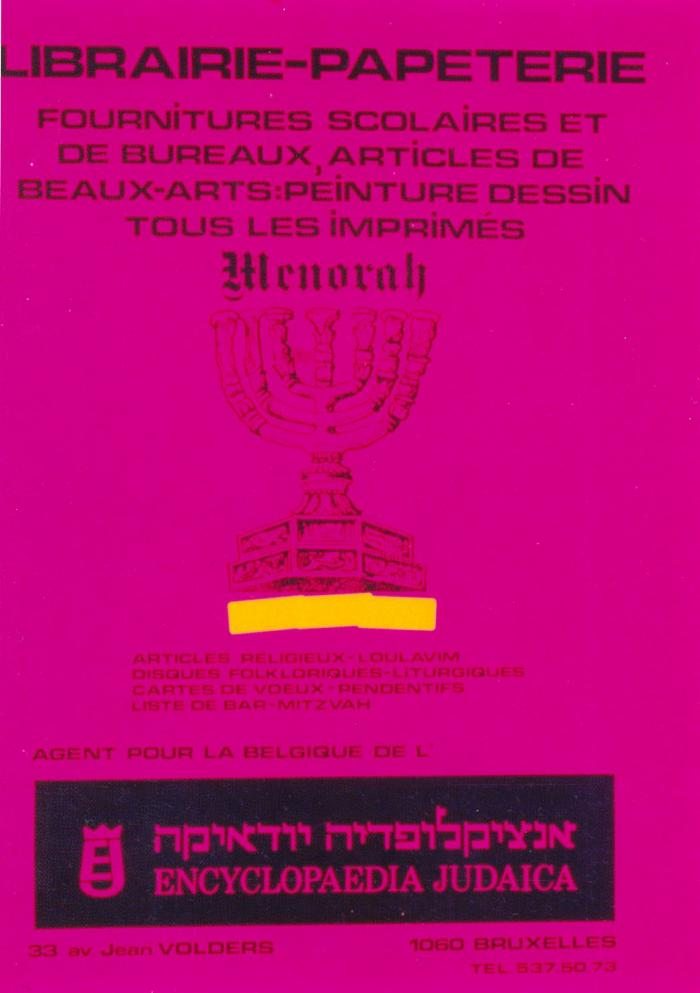 LIBRAIRIE-PAPETERIE
FOURNITURES SCOLAIRES ET
DE BUREAUX, ARTICLES DE
BEAUX-ARTS: PEINTURE DESSIN
TOUS LES IMPRIMÉS
Menorah
ARTICLES RELIGIEUX - LOULAVIM
DISQUES FOLKLORIQUES - LITURGIQUES
CARTES DE VOEUX - PENDENTIFS
LISTE DE BAR-MITZVAH
AGENT POUR LA BELGIQUE DE L'
אנציקלופדיה יודאיקה
ENCYCLOPAEDIA JUDAICA
33 av Jean VOLDERS 1060 BRUXELLES
TEL. 537.50.73